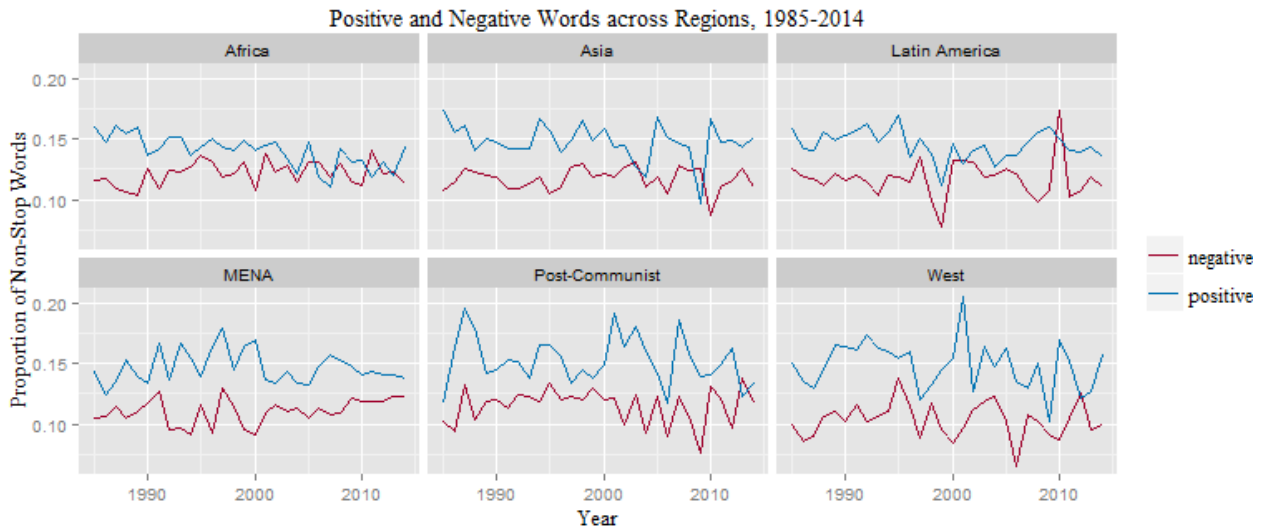 Positive and Negative Words across Regions, 1985-2014
Africa
Asia
Latin America
0.20
0.15
0.10
MENA
Post-Communist
West
0.20
0.15
0.10
1990
2000
2010
1990
2000
2010
1990
2000
2010
Year
Proportion of Non-Stop Words
negative
positive